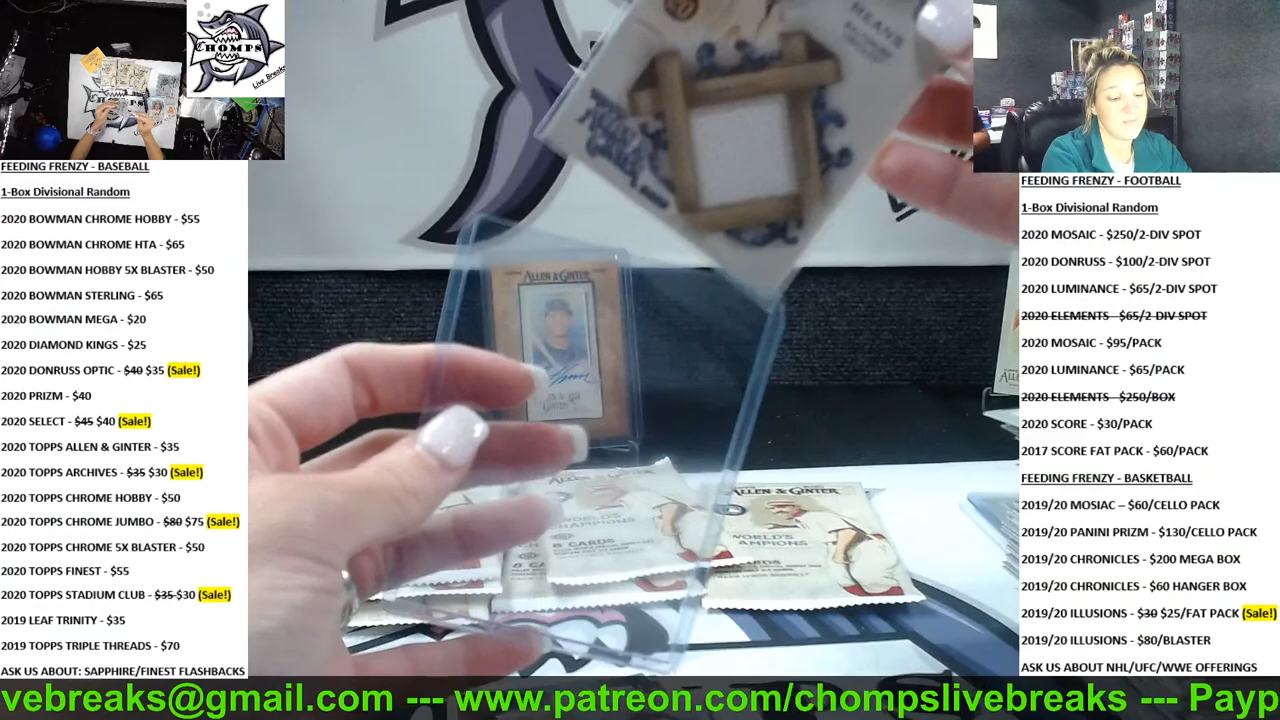 CHOMPS
Live Breaks
FEEDING FRENZY - BASEBALL
1-Box Divisional Random
2020 BOWMAN CHROME HOBBY - $55
2020 BOWMAN CHROME HTA - $65
2020 BOWMAN HOBBY 5X BLASTER - $50
2020 BOWMAN STERLING - $65
2020 BOWMAN MEGA - $20
2020 DIAMOND KINGS - $25
2020 DONRUSS OPTIC - $40 $35 (Sale!)
2020 PRIZM - $40
2020 SELECT - $45 $40 (Sale!)
2020 TOPPS ALLEN & GINTER - $35
2020 TOPPS ARCHIVES - $35 $30 (Sale!)
2020 TOPPS CHROME HOBBY - $50
2020 TOPPS CHROME JUMBO - $80 $75 (Sale!)
2020 TOPPS CHROME 5X BLASTER - $50
2020 TOPPS FINEST - $55
2020 TOPPS STADIUM CLUB - $35 $30 (Sale!)
2019 LEAF TRINITY - $35
2019 TOPPS TRIPLE THREADS - $70
ASK US ABOUT: SAPPHIRE/FINEST FLASHBACKS
ALLEN & GINTER
ALLEN & GINTER
WORLD'S
CHAMPIONS
8 CARDS
ALLEN & GINTER
WORLD'S
CHAMPIONS
CARDS
FEEDING FRENZY - FOOTBALL
1-Box Divisional Random
2020 MOSAIC - $250/2-DIV SPOT
2020 DONRUSS - $100/2-DIV SPOT
2020 LUMINANCE - $65/2-DIV SPOT
2020 ELEMENTS - $65/2-DIV SPOT
2020 MOSAIC - $95/PACK
2020 LUMINANCE - $65/PACK
2020 ELEMENTS - $250/BOX
2020 SCORE - $30/PACK
2017 SCORE FAT PACK - $60/PACK
FEEDING FRENZY - BASKETBALL
2019/20 MOSIAC – $60/CELLO PACK
2019/20 PANINI PRIZM - $130/CELLO PACK
2019/20 CHRONICLES - $200 MEGA BOX
2019/20 CHRONICLES - $60 HANGER BOX
2019/20 ILLUSIONS - $30 $25/FAT PACK (Sale!)
2019/20 ILLUSIONS - $80/BLASTER
ASK US ABOUT NHL/UFC/WWE OFFERINGS
vebreaks@gmail.com --- www.patreon.com/chompslivebreaks --- Payp